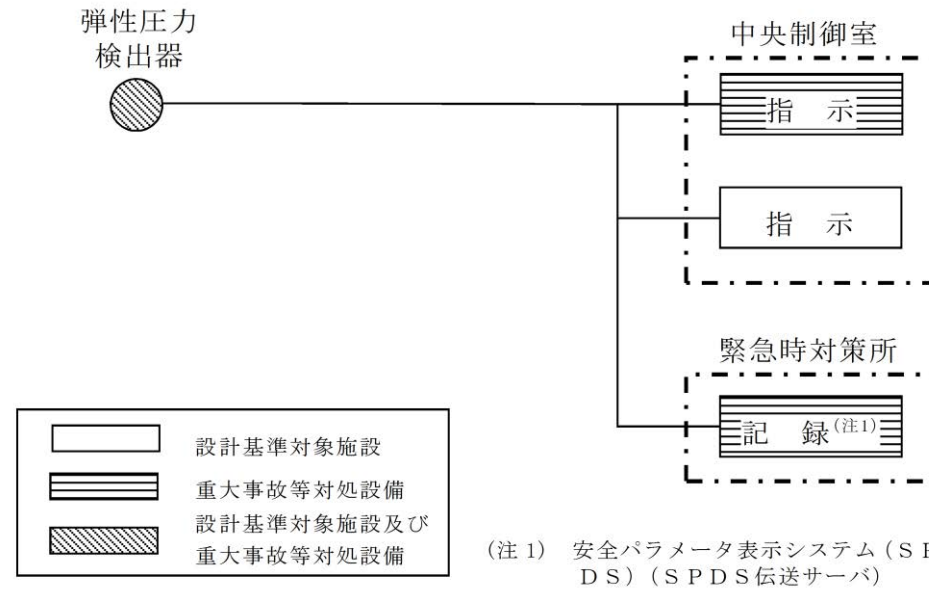 弾性圧力
検出器
中央制御室
指　示
指　示
緊急時対策所
記　録(注1)
設計基準対象施設
重大事故等対処設備
設計基準対象施設及び
重大事故等対処設備
(注 1)　安全パラメータ表示システム(S
DS)(SPDS伝送サーバ)